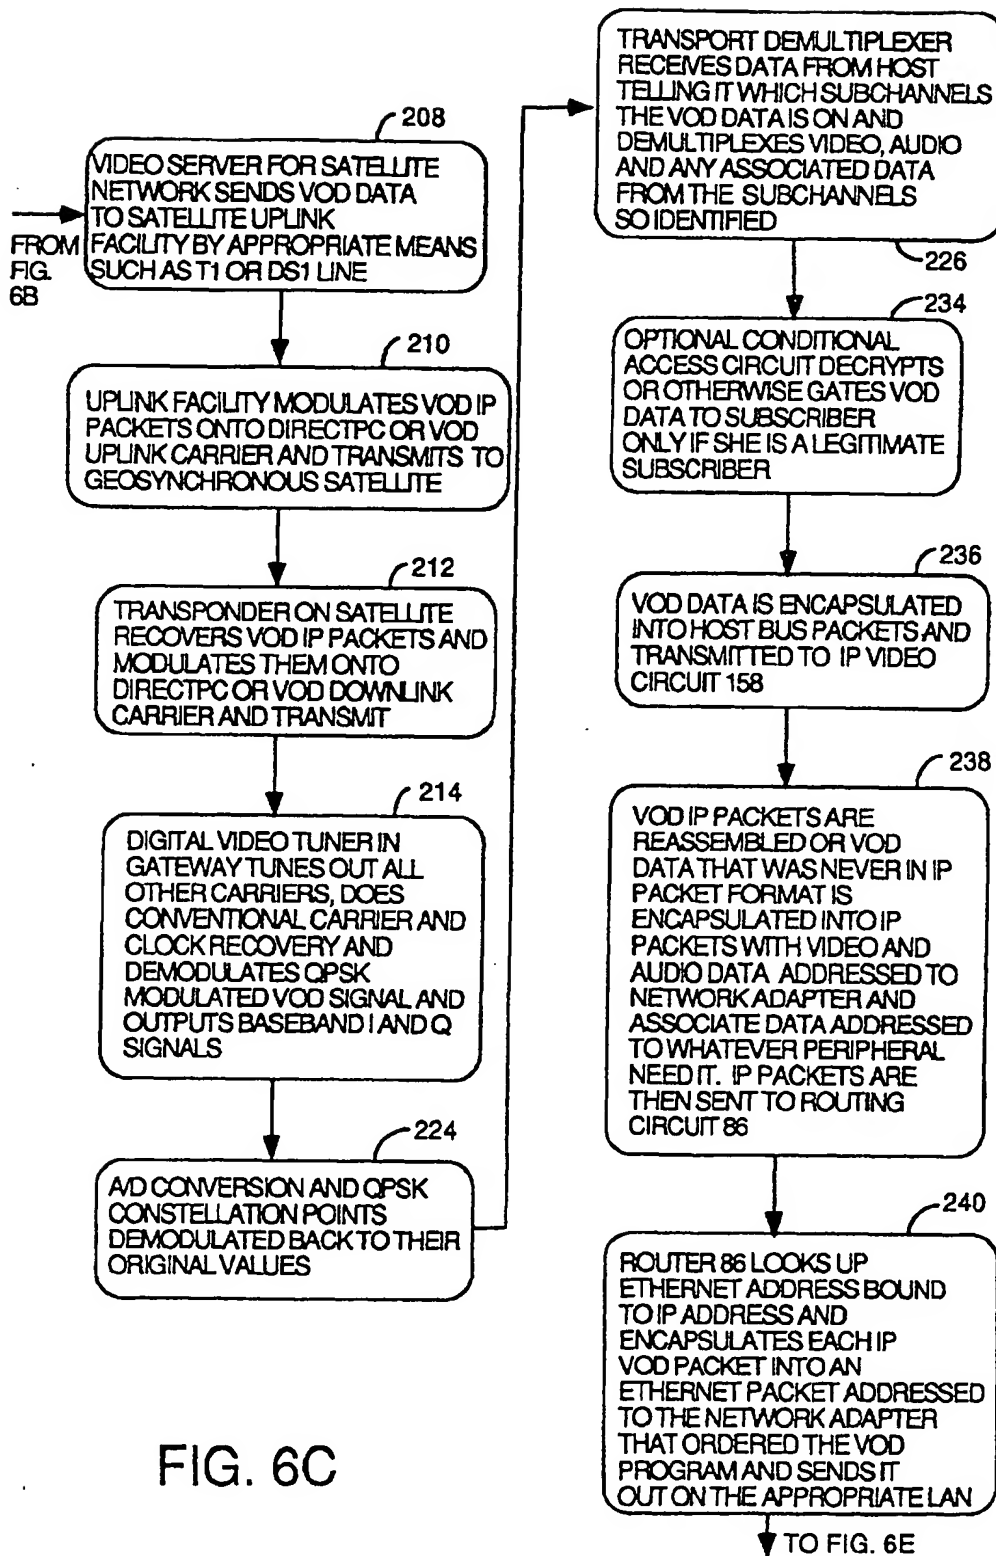 208
VIDEO SERVER FOR SATELLITE
NETWORK SENDS VOD DATA
TO SATELLITE UPLINK
FACILITY BY APPROPRIATE MEANS
SUCH AS T1 OR DS1 LINE
FROM
FIG.
6B
210
UPLINK FACILITY MODULATES VOD IP
PACKETS ONTO DIRECTPC OR VOD
UPLINK CARRIER AND TRANSMITS TO
GEOSYNCHRONOUS SATELLITE
212
TRANSPONDER ON SATELLITE
RECOVERS VOD IP PACKETS AND
MODULATES THEM ONTO
DIRECTPC OR VOD DOWNLINK
CARRIER AND TRANSMIT
214
DIGITAL VIDEO TUNER IN
GATEWAY TUNES OUT ALL
OTHER CARRIERS, DOES
CONVENTIONAL CARRIER AND
CLOCK RECOVERY AND
DEMODULATES QPSK
MODULATED VOD SIGNAL AND
OUTPUTS BASEBAND I AND Q
SIGNALS
224
A/D CONVERSION AND QPSK
CONSTELLATION POINTS
DEMODULATED BACK TO THEIR
ORIGINAL VALUES
TRANSPORT DEMULTIPLEXER
RECEIVES DATA FROM HOST
TELLING IT WHICH SUBCHANNELS
THE VOD DATA IS ON AND
DEMULTIPLEXES VIDEO, AUDIO
AND ANY ASSOCIATED DATA
FROM THE SUBCHANNELS
SO IDENTIFIED
226
234
OPTIONAL CONDITIONAL
ACCESS CIRCUIT DECRYPTS
OR OTHERWISE GATES VOD
DATA TO SUBSCRIBER
ONLY IF SHE IS A LEGITIMATE
SUBSCRIBER
236
VOD DATA IS ENCAPSULATED
INTO HOST BUS PACKETS AND
TRANSMITTED TO IP VIDEO
CIRCUIT 158
238
VOD IP PACKETS ARE
REASSEMBLED OR VOD
DATA THAT WAS NEVER IN IP
PACKET FORMAT IS
ENCAPSULATED INTO IP
PACKETS WITH VIDEO AND
AUDIO DATA ADDRESSED TO
NETWORK ADAPTER AND
ASSOCIATE DATA ADDRESSED
TO WHATEVER PERIPHERAL
NEED IT. IP PACKETS ARE
THEN SENT TO ROUTING
CIRCUIT 86
240
ROUTER 86 LOOKS UP
ETHERNET ADDRESS BOUND
TO IP ADDRESS AND
ENCAPSULATES EACH IP
VOD PACKET INTO AN
ETHERNET PACKET ADDRESSED
TO THE NETWORK ADAPTER
THAT ORDERED THE VOD
PROGRAM AND SENDS IT
OUT ON THE APPROPRIATE LAN
TO FIG. 6E
FIG. 6C